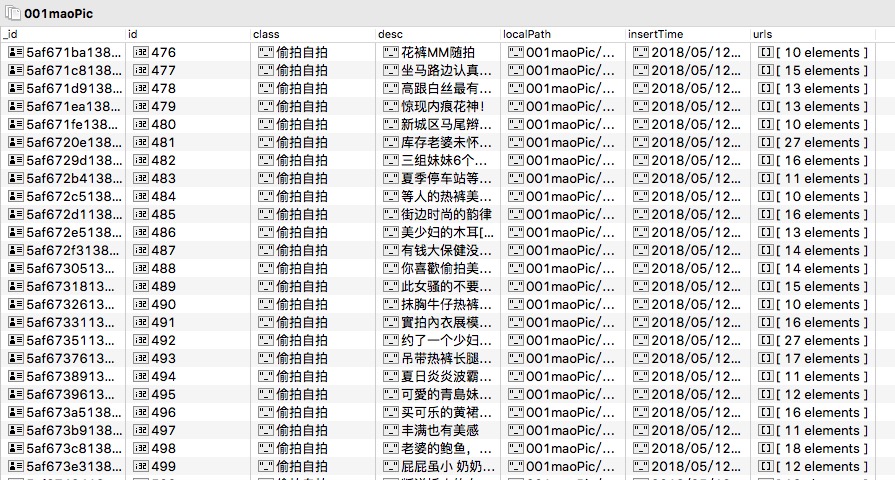 001maoPic
_id id class desc localPath insertTime urls
5af671ba138... 476 偷拍自拍 花裤MM随拍 001maoPic/... 2018/05/12... [ 10 elements ]
5af671c8138... 477 偷拍自拍 坐马路边认真... 001maoPic/... 2018/05/12... [ 15 elements ]
5af671d9138... 478 偷拍自拍 高跟白丝最有... 001maoPic/... 2018/05/12... [ 13 elements ]
5af671ea138... 479 偷拍自拍 惊现内痕花神! 001maoPic/... 2018/05/12... [ 13 elements ]
5af671fe138... 480 偷拍自拍 新城区马尾辫... 001maoPic/... 2018/05/12... [ 10 elements ]
5af6720e138... 481 偷拍自拍 库存老婆未怀... 001maoPic/... 2018/05/12... [ 27 elements ]
5af6729d138... 482 偷拍自拍 三组妹妹6个... 001maoPic/... 2018/05/12... [ 16 elements ]
5af672b4138... 483 偷拍自拍 夏季停车站等... 001maoPic/... 2018/05/12... [ 11 elements ]
5af672c5138... 484 偷拍自拍 等人的热裤美... 001maoPic/... 2018/05/12... [ 10 elements ]
5af672d1138... 485 偷拍自拍 街边时尚的韵律 001maoPic/... 2018/05/12... [ 16 elements ]
5af672e5138... 486 偷拍自拍 美少妇的木耳[... 001maoPic/... 2018/05/12... [ 13 elements ]
5af672f3138... 487 偷拍自拍 有钱大保健没... 001maoPic/... 2018/05/12... [ 14 elements ]
5af6730513... 488 偷拍自拍 你喜歡偷拍美... 001maoPic/... 2018/05/12... [ 14 elements ]
5af6731813... 489 偷拍自拍 此女骚的不要... 001maoPic/... 2018/05/12... [ 15 elements ]
5af6732613... 490 偷拍自拍 抹胸牛仔热裤... 001maoPic/... 2018/05/12... [ 10 elements ]
5af6733113... 491 偷拍自拍 實拍內衣展模... 001maoPic/... 2018/05/12... [ 16 elements ]
5af6735113... 492 偷拍自拍 约了一个少妇... 001maoPic/... 2018/05/12... [ 27 elements ]
5af6737613... 493 偷拍自拍 吊带热裤长腿... 001maoPic/... 2018/05/12... [ 17 elements ]
5af6738913... 494 偷拍自拍 夏日炎炎波霸... 001maoPic/... 2018/05/12... [ 11 elements ]
5af6739613... 495 偷拍自拍 可愛的青島妹... 001maoPic/... 2018/05/12... [ 12 elements ]
5af673a5138... 496 偷拍自拍 买可乐的黄裙... 001maoPic/... 2018/05/12... [ 16 elements ]
5af673b9138... 497 偷拍自拍 丰满也有美感 001maoPic/... 2018/05/12... [ 11 elements ]
5af673c8138... 498 偷拍自拍 老婆的鲍鱼，... 001maoPic/... 2018/05/12... [ 18 elements ]
5af673e3138... 499 偷拍自拍 屁屁虽小 奶奶... 001maoPic/... 2018/05/12... [ 12 elements ]